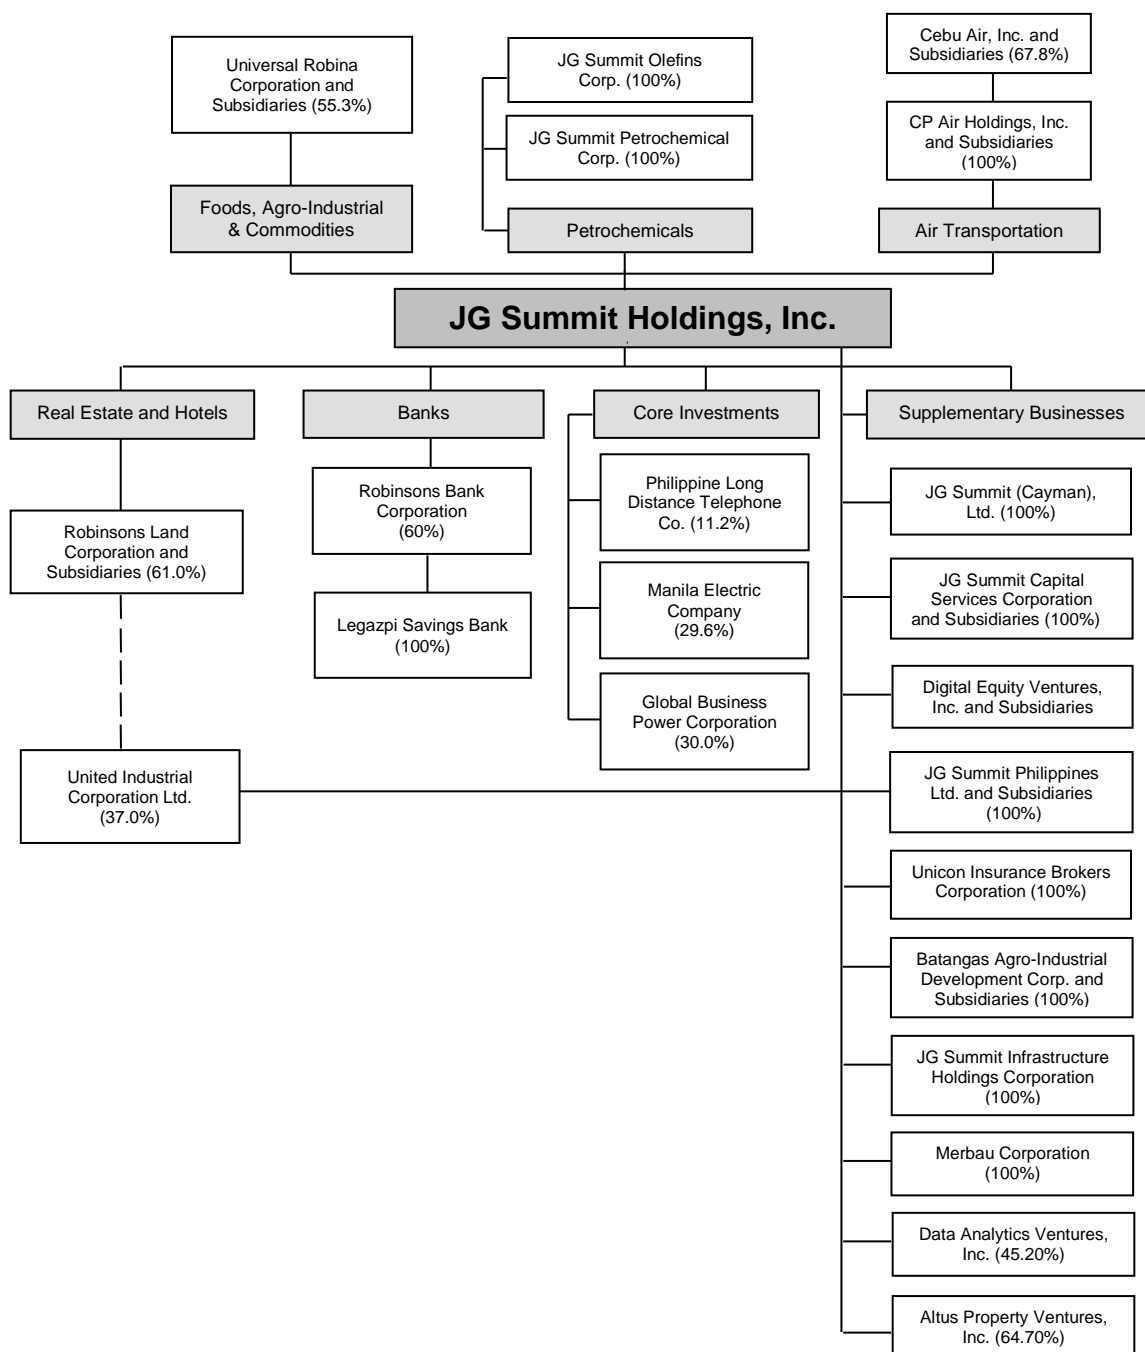 Universal Robina
Corporation and
Subsidiaries (55.3%)
Foods, Agro-Industrial
& Commodities
JG Summit Olefins
Corp. (100%)
JG Summit Petrochemical
Corp. (100%)
Petrochemicals
Cebu Air, Inc. and
Subsidiaries (67.8%)
CP Air Holdings, Inc.
and Subsidiaries
(100%)
Air Transportation
JG Summit Holdings, Inc.
Real Estate and Hotels
Robinsons Land
Corporation and
Subsidiaries (61.0%)
United Industrial
Corporation Ltd.
(37.0%)
Banks
Robinsons Bank
Corporation
(60%)
Legazpi Savings Bank
(100%)
Core Investments
Philippine Long
Distance Telephone
Co. (11.2%)
Manila Electric
Company
(29.6%)
Global Business
Power Corporation
(30.0%)
Supplementary Businesses
JG Summit (Cayman),
Ltd. (100%)
JG Summit Capital
Services Corporation
and Subsidiaries (100%)
Digital Equity Ventures,
Inc. and Subsidiaries
JG Summit Philippines
Ltd. and Subsidiaries
(100%)
Unicon Insurance Brokers
Corporation (100%)
Batangas Agro-Industrial
Development Corp. and
Subsidiaries (100%)
JG Summit Infrastructure
Holdings Corporation
(100%)
Merbau Corporation
(100%)
Data Analytics Ventures,
Inc. (45.20%)
Altus Property Ventures,
Inc. (64.70%)